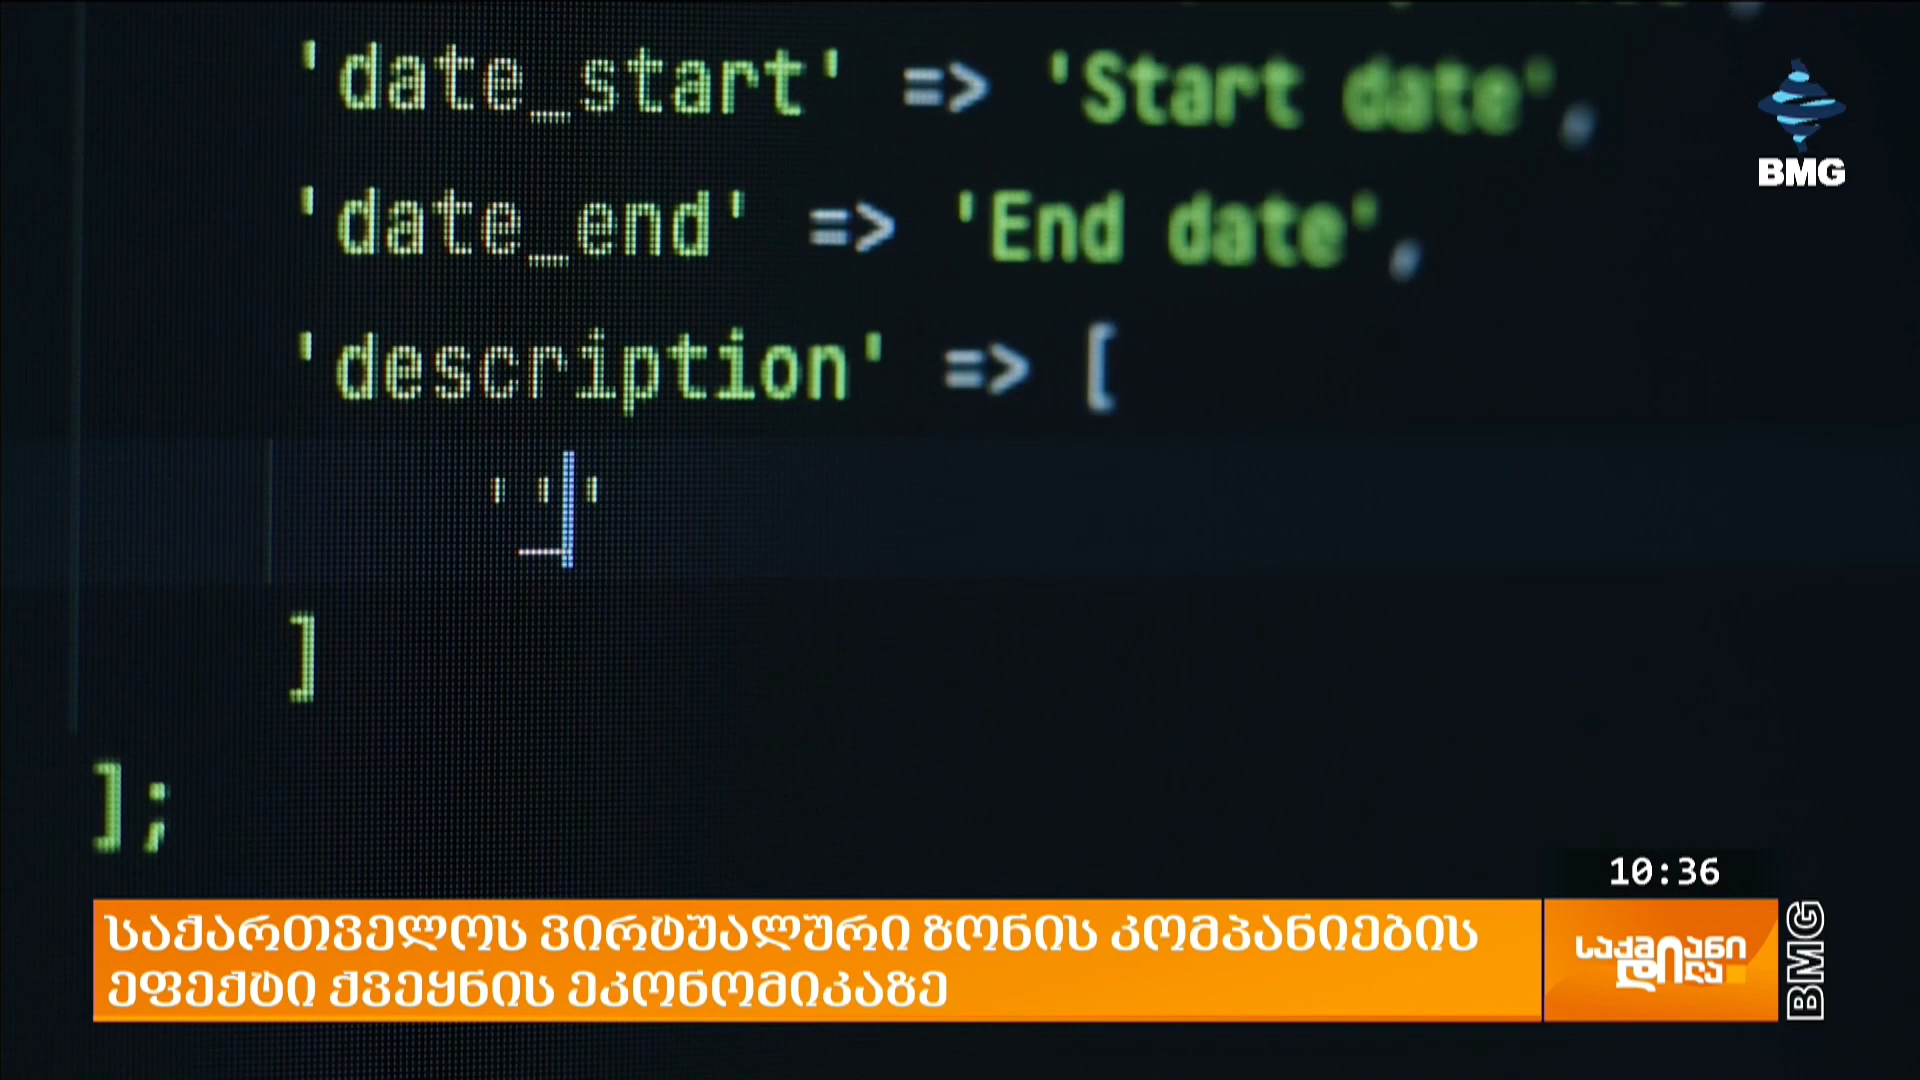 'date_start' => 'Start date',
'date_end' => 'End date',
'description' => [
'_''
]
];
BMG
10:36
საქართველოს ვირტუალური ზონის კომპანიების
ეფექტი ქვეყნის ეკონომიკაზე
საქმიანი
დილა
BMG